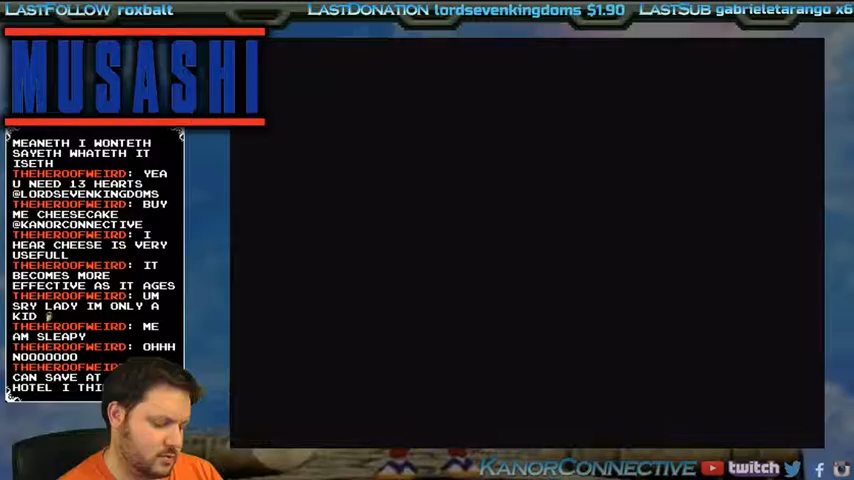 LASTFOLLOW roxbalt LASTDONATION lordsevenkingdoms $1.90 LASTSUB gabrieletarango x6
MUSASHI
MEANETH I WONTETH
SAYETH WHATETH IT
ISETH
THEHEROOFWEIRD: YEA
U NEED 13 HEARTS
@LORDSEVENKINGDOMS
THEHEROOFWEIRD: BUY
ME CHEESECAKE
@KANORCONNECTIVE
THEHEROOFWEIRD: I
HEAR CHEESE IS VERY
USEFULL
THEHEROOFWEIRD: IT
BECOMES MORE
EFFECTIVE AS IT AGES
THEHEROOFWEIRD: UM
SRY LADY IM ONLY A
KID
THEHEROOFWEIRD: ME
AM SLEAPY
THEHEROOFWEIRD: OHHH
NOOOOOOO
CAN SAVE AT
HOTEL I
KANORCONNECTIVE twitch